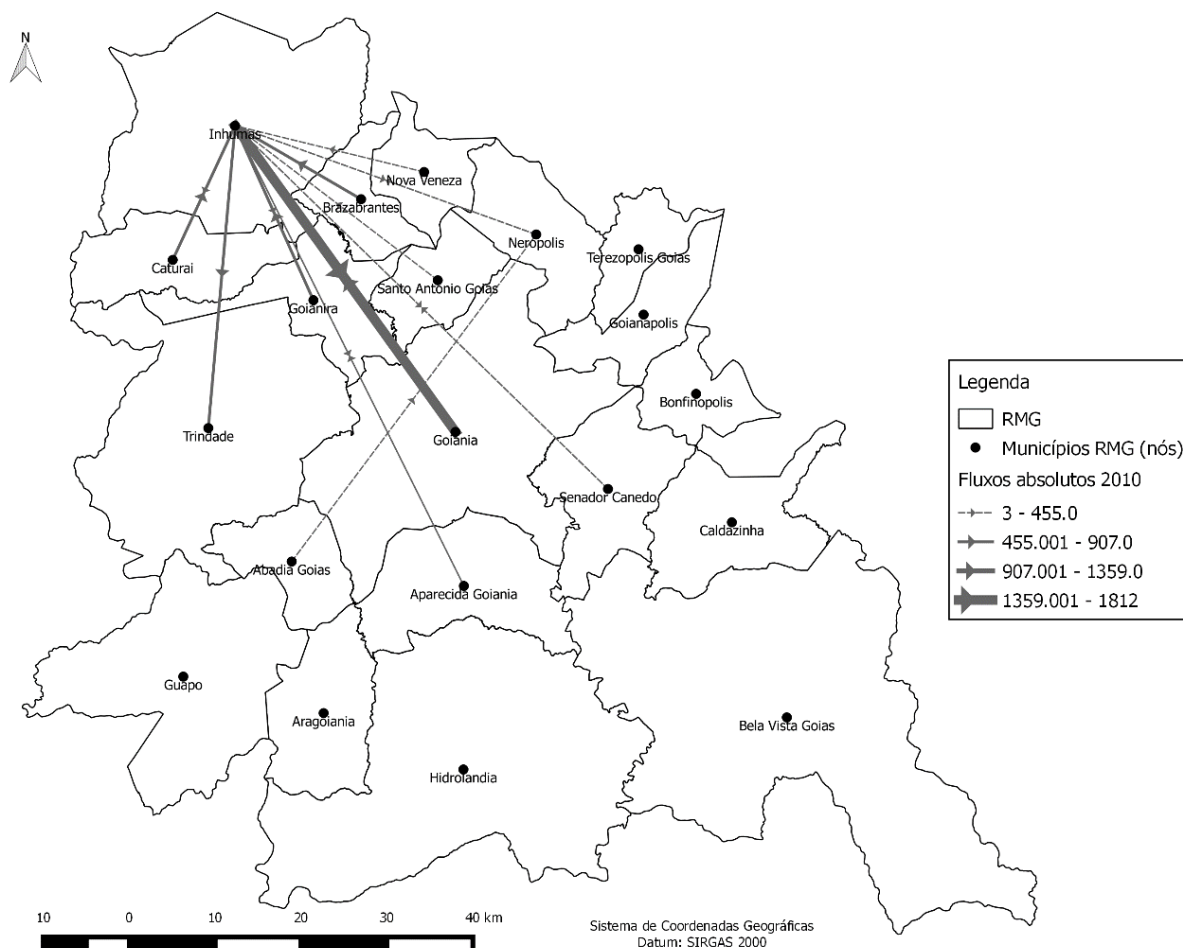 N
Inhumas
Nova Veneza
Brazabrantes
Neropolis
Terezopolis Goias
Caturai
Santo Antonio Goias
Goianira
Goianapolis
Bonfinopolis
Trindade
Goiania
Senador Canedo
Caldazinha
Abadia Goias
Aparecida Goiania
Guapo
Aragoiania
Bela Vista Goias
Hidrolandia
Legenda
RMG
Municípios RMG (nós)
Fluxos absolutos 2010
3 - 455.0
455.001 - 907.0
907.001 - 1359.0
1359.001 - 1812
10 0 10 20 30 40 km
Sistema de Coordenadas Geográficas
Datum: SIRGAS 2000